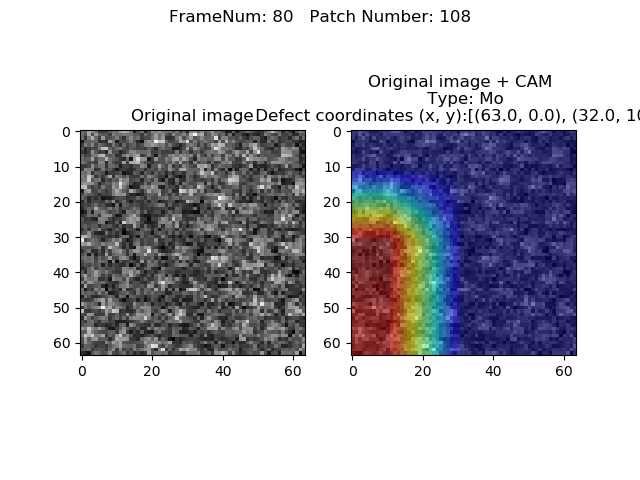 FrameNum: 80   Patch Number: 108
Original image + CAM
Type: Mo
Original image
Defect coordinates (x, y):[(63.0, 0.0), (32.0, 10
0
10
20
30
40
50
60
0 20 40 60
0
10
20
30
40
50
60
0 20 40 60